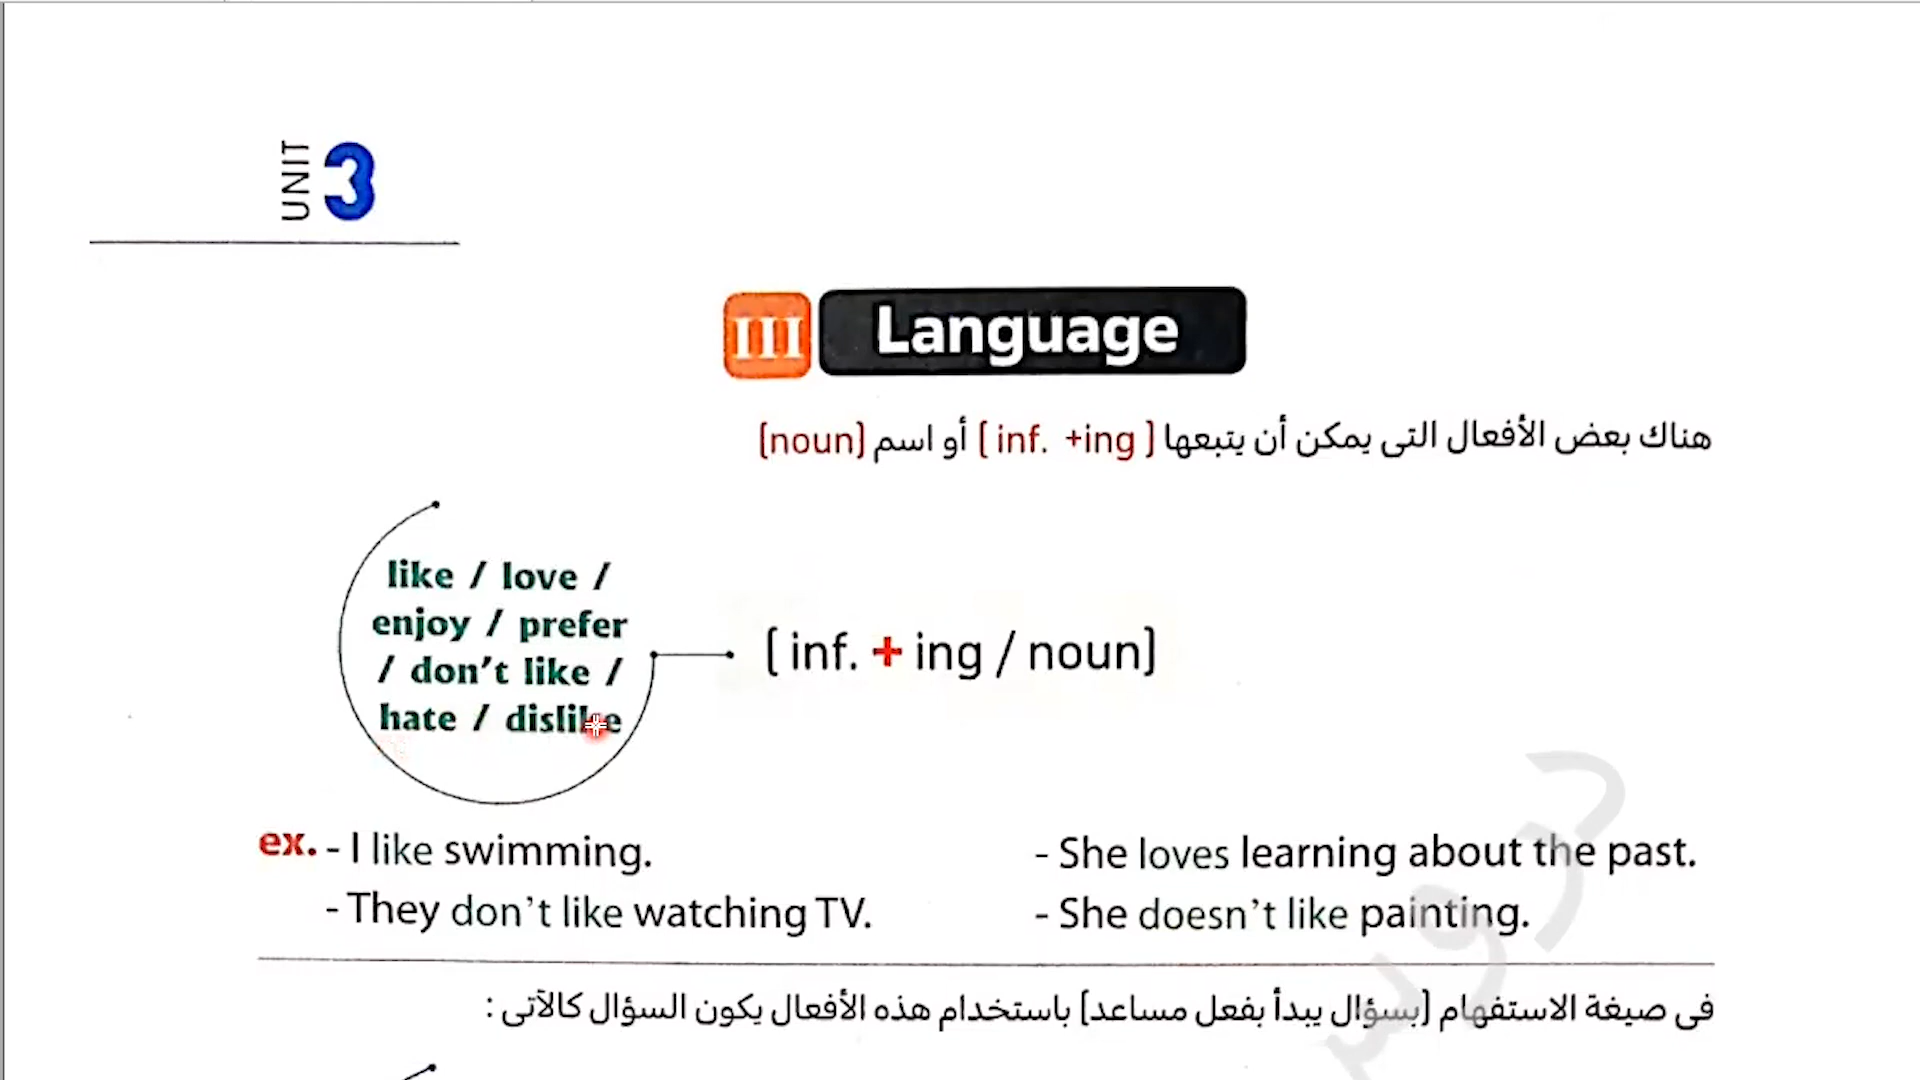 UNIT 3
III Language
هناك بعض الأفعال التى يمكن أن يتبعها [ inf. +ing ] أو اسم [noun]
like / love /
enjoy / prefer
/ don't like /
hate / dislike
[ inf. + ing / noun]
ex. - I like swimming.
- She loves learning about the past.
- They don't like watching TV.
- She doesn't like painting.
فى صيغة الاستفهام [بسؤال يبدأ بفعل مساعد] باستخدام هذه الأفعال يكون السؤال كالآتى :